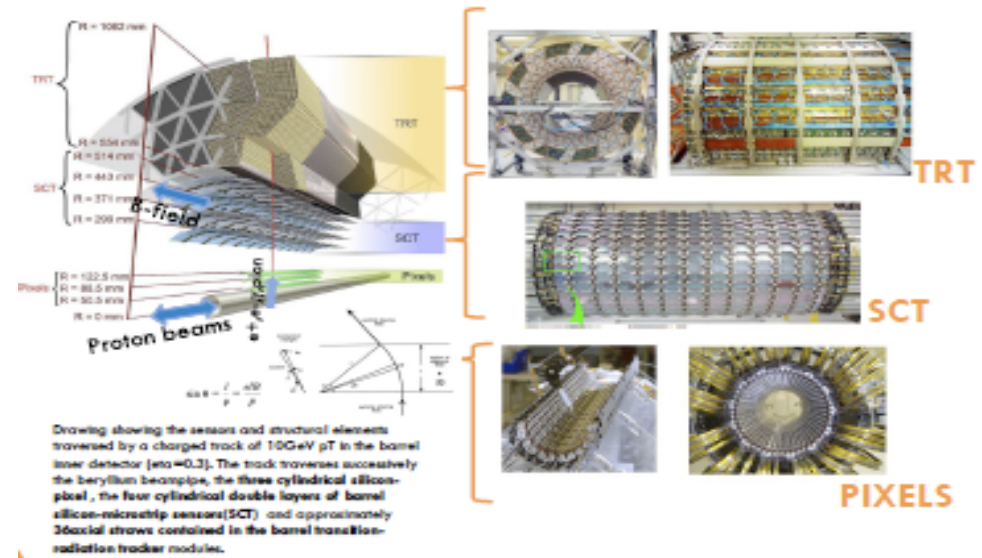 R = 1082 mm
TRT
TRT
R = 554 mm
R = 514 mm
R = 443 mm
SCT
R = 371 mm
R = 299 mm
B-field
SCT
Pixels
R = 122.5 mm
Pixels
R = 88.5 mm
R = 50.5 mm
R = 0 mm
Proton beams
TRT
SCT
PIXELS
Drawing showing the sensors and structural elements
traversed by a charged track of 10GeV pT in the barrel
inner detector (eta=0.3). The track traverses successively
the beryllium beampipe, the three cylindrical silicon-
pixel , the four cylindrical double layers of barrel
silicon-microstrip sensors(SCT) and approximately
36axial straws contained in the barrel transition-
radiation tracker modules.